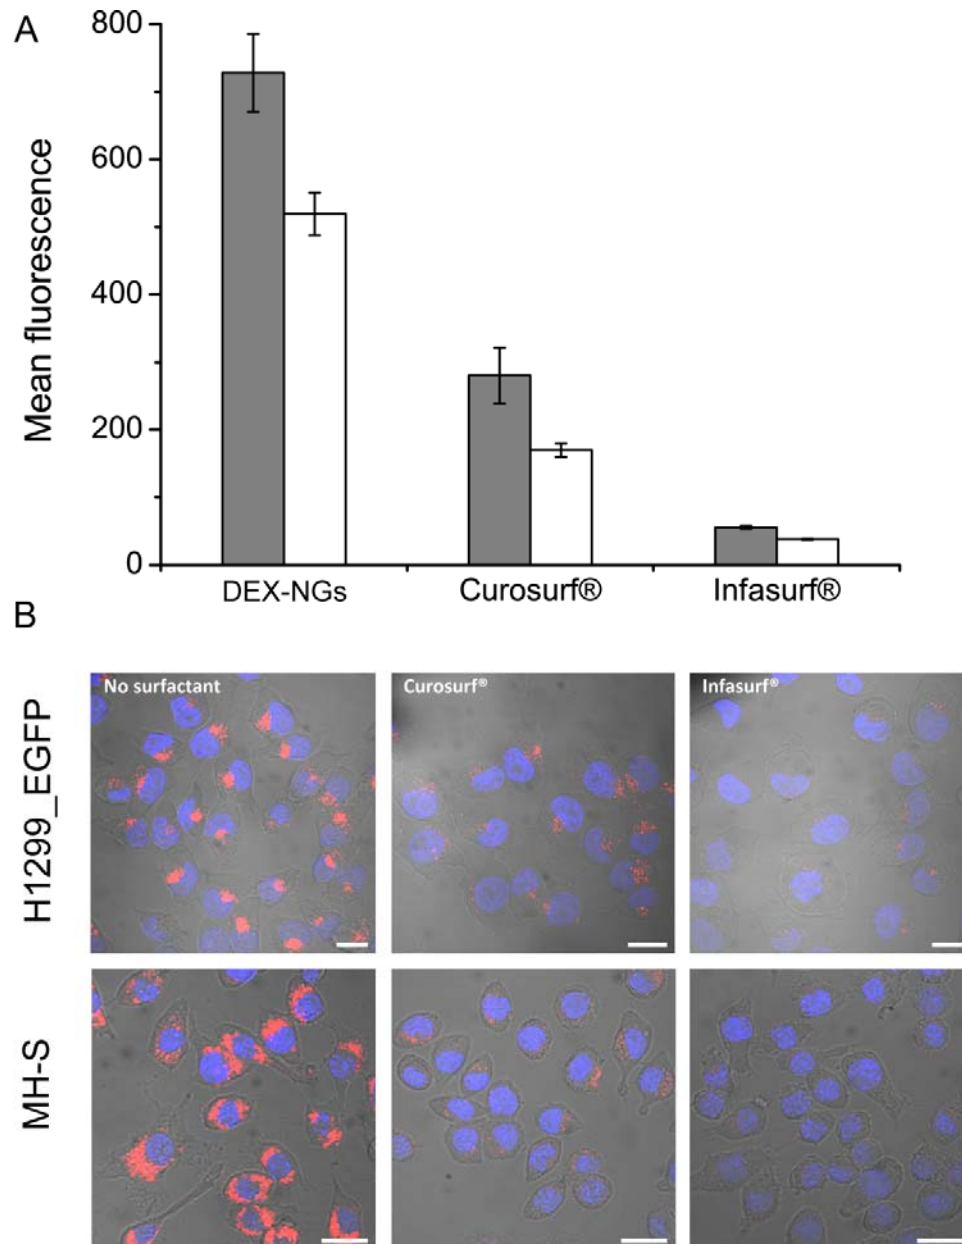 A
800
600
400
200
0
Mean fluorescence
DEX-NGs
Curosurf®
Infasurf®
B
No surfactant
Curosurf®
Infasurf®
H1299_EGFP
MH-S